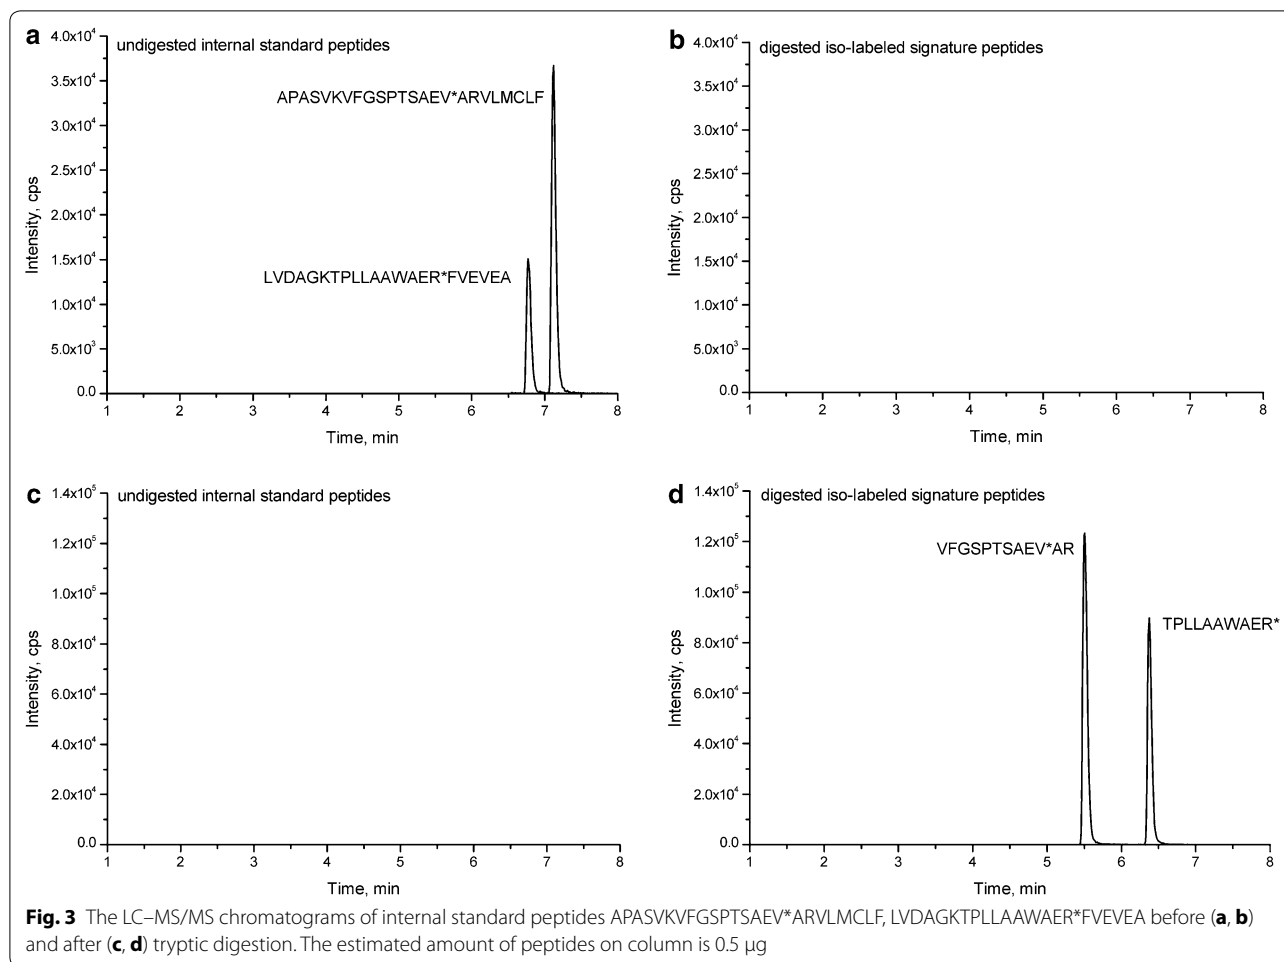 a
undigested internal standard peptides
4.0x10⁴
3.5x10⁴
3.0x10⁴
2.5x10⁴
2.0x10⁴
1.5x10⁴
1.0x10⁴
5.0x10³
0.0
Intensity, cps
APASVKVFGSPTSAEV*ARVLMCLF
LVDAGKTPLLAAWAER*FVEVEA
1 2 3 4 5 6 7 8
Time, min
b
digested iso-labeled signature peptides
4.0x10⁴
3.5x10⁴
3.0x10⁴
2.5x10⁴
2.0x10⁴
1.5x10⁴
1.0x10⁴
5.0x10³
0.0
Intensity, cps
1 2 3 4 5 6 7 8
Time, min
c
undigested internal standard peptides
1.4x10⁵
1.2x10⁵
1.0x10⁵
8.0x10⁴
6.0x10⁴
4.0x10⁴
2.0x10⁴
0.0
Intensity, cps
1 2 3 4 5 6 7 8
Time, min
d
digested iso-labeled signature peptides
1.4x10⁵
1.2x10⁵
1.0x10⁵
8.0x10⁴
6.0x10⁴
4.0x10⁴
2.0x10⁴
0.0
Intensity, cps
VFGSPTSAEV*AR
TPLLAAWAER*
1 2 3 4 5 6 7 8
Time, min
Fig. 3 The LC–MS/MS chromatograms of internal standard peptides APASVKVFGSPTSAEV*ARVLMCLF, LVDAGKTPLLAAWAER*FVEVEA before (a, b)
and after (c, d) tryptic digestion. The estimated amount of peptides on column is 0.5 μg